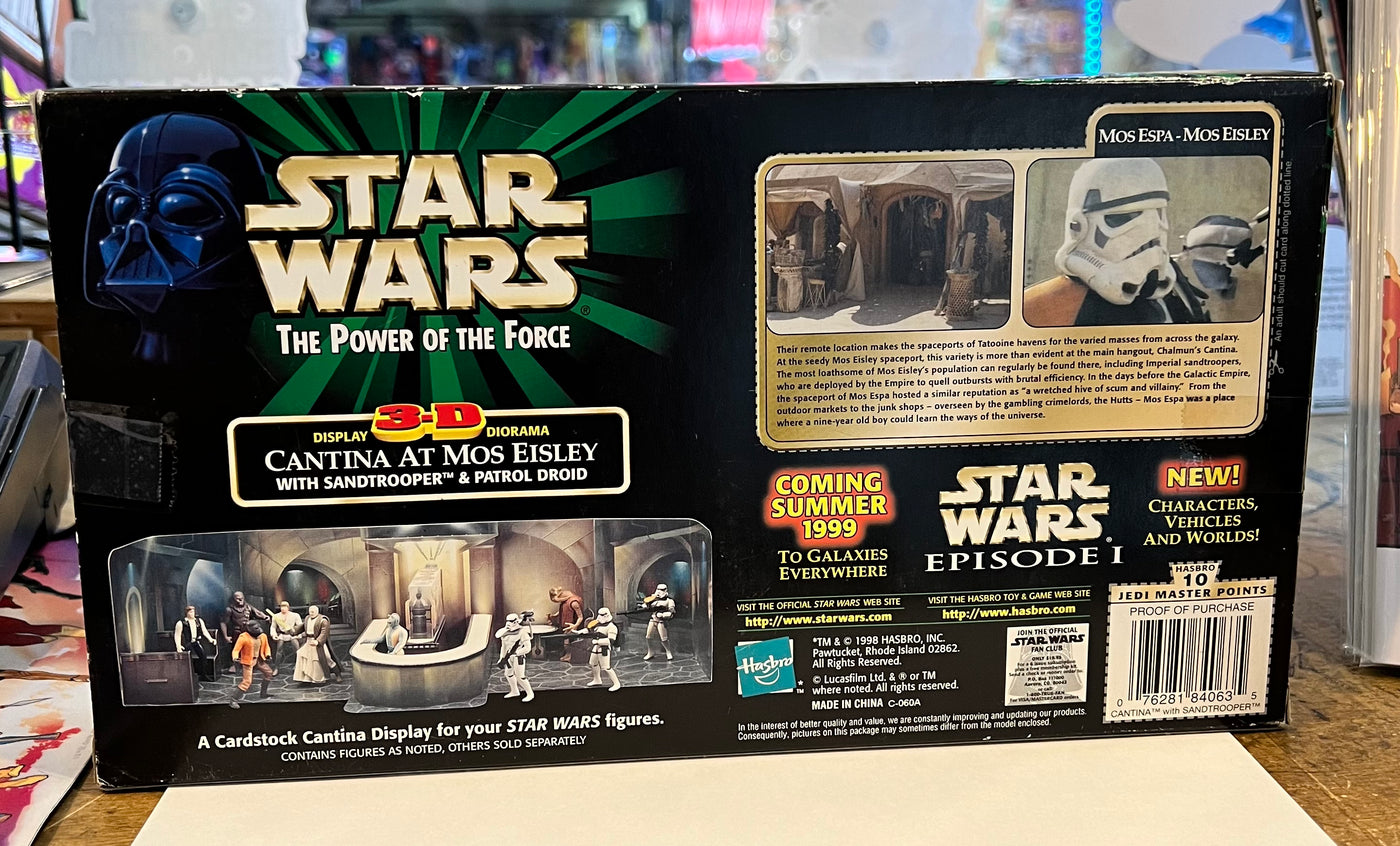 STAR
WARS
®
THE POWER OF THE FORCE
3-D
DISPLAY DIORAMA
CANTINA AT MOS EISLEY
WITH SANDTROOPER™ & PATROL DROID
A Cardstock Cantina Display for your STAR WARS figures.
CONTAINS FIGURES AS NOTED, OTHERS SOLD SEPARATELY
MOS ESPA - MOS EISLEY
An adult should cut card along dotted line.
Their remote location makes the spaceports of Tatooine havens for the varied masses from across the galaxy.
At the seedy Mos Eisley spaceport, this variety is more than evident at the main hangout, Chalmun's Cantina.
The most loathsome of Mos Eisley's population can regularly be found there, including Imperial sandtroopers,
who are deployed by the Empire to quell outbursts with brutal efficiency. In the days before the Galactic Empire,
the spaceport of Mos Espa hosted a similar reputation as "a wretched hive of scum and villainy." From the
outdoor markets to the junk shops – overseen by the gambling crimelords, the Hutts – Mos Espa was a place
where a nine-year old boy could learn the ways of the universe.
COMING
SUMMER
1999
TO GALAXIES
EVERYWHERE
STAR
WARS®
EPISODE I
NEW!
CHARACTERS,
VEHICLES
AND WORLDS!
VISIT THE OFFICIAL STAR WARS WEB SITE
http://www.starwars.com
VISIT THE HASBRO TOY & GAME WEB SITE
http://www.hasbro.com
Hasbro
™*
*TM & © 1998 HASBRO, INC.
Pawtucket, Rhode Island 02862.
All Rights Reserved.
© Lucasfilm Ltd. & ® or TM
where noted. All rights reserved.
MADE IN CHINA C-060A
JOIN THE OFFICIAL
STAR WARS
FAN CLUB
In the interest of better quality and value, we are constantly improving and updating our products.
Consequently, pictures on this package may sometimes differ from the model enclosed.
HASBRO
10
JEDI MASTER POINTS
PROOF OF PURCHASE
0 76281 84063 5
CANTINA™ with SANDTROOPER™